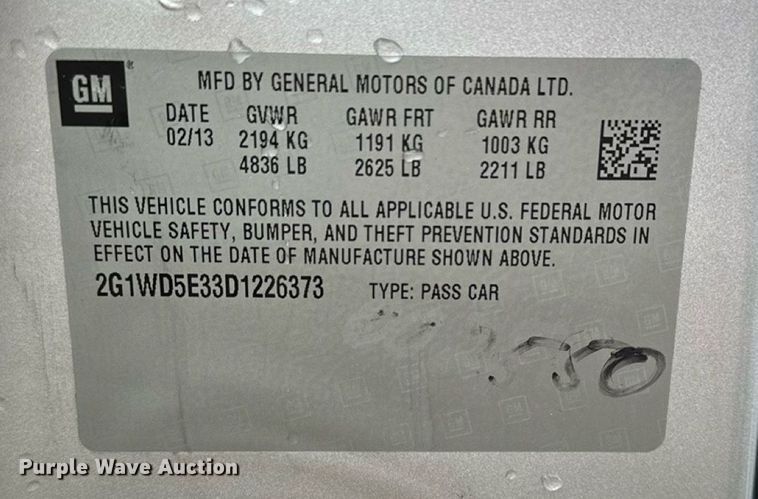 GM
MFD BY GENERAL MOTORS OF CANADA LTD.
DATE GVWR GAWR FRT GAWR RR
02/13 2194 KG 1191 KG 1003 KG
4836 LB 2625 LB 2211 LB
THIS VEHICLE CONFORMS TO ALL APPLICABLE U.S. FEDERAL MOTOR
VEHICLE SAFETY, BUMPER, AND THEFT PREVENTION STANDARDS IN
EFFECT ON THE DATE OF MANUFACTURE SHOWN ABOVE.
2G1WD5E33D1226373 TYPE: PASS CAR
Purple Wave Auction